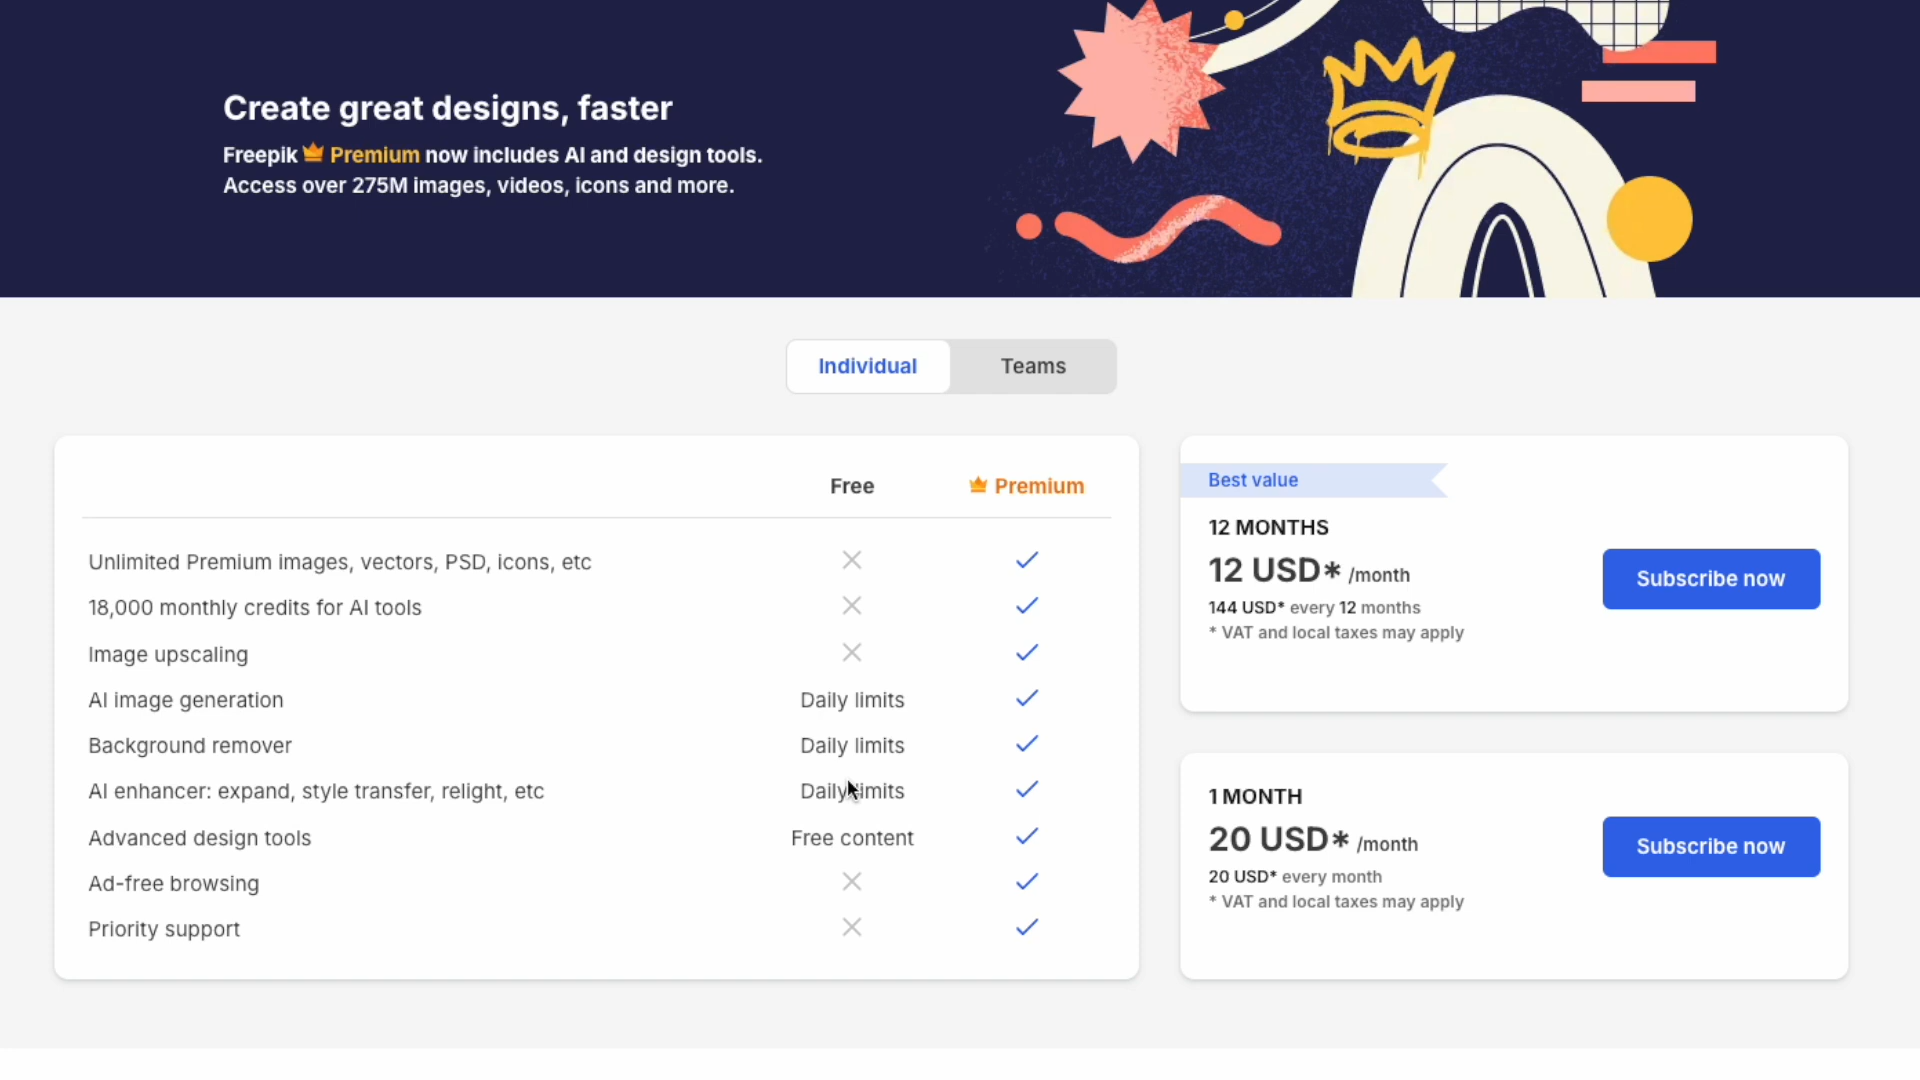 Create great designs, faster
Freepik Premium now includes AI and design tools.
Access over 275M images, videos, icons and more.
Individual
Teams
Free
Premium
Unlimited Premium images, vectors, PSD, icons, etc
18,000 monthly credits for AI tools
Image upscaling
AI image generation
Daily limits
Background remover
Daily limits
AI enhancer: expand, style transfer, relight, etc
Daily limits
Advanced design tools
Free content
Ad-free browsing
Priority support
Best value
12 MONTHS
12 USD* /month
144 USD* every 12 months
* VAT and local taxes may apply
Subscribe now
1 MONTH
20 USD* /month
20 USD* every month
* VAT and local taxes may apply
Subscribe now